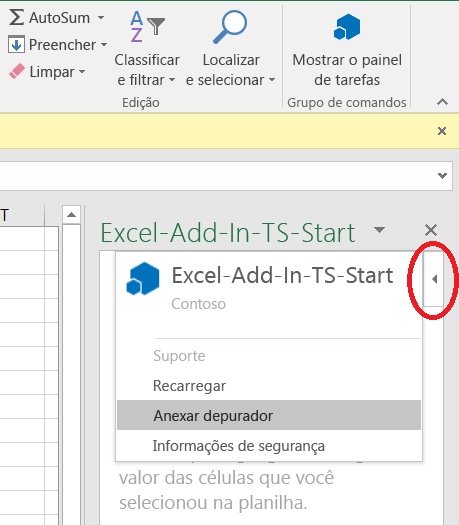 AutoSum
Preencher
Limpar
Classificar
e filtrar
Localizar
e selecionar
Edição
Mostrar o painel
de tarefas
Grupo de comandos
T
Excel-Add-In-TS-Start
Excel-Add-In-TS-Start
Contoso
Suporte
Recarregar
Anexar depurador
Informações de segurança
valor das células que você
selecionou na planilha.